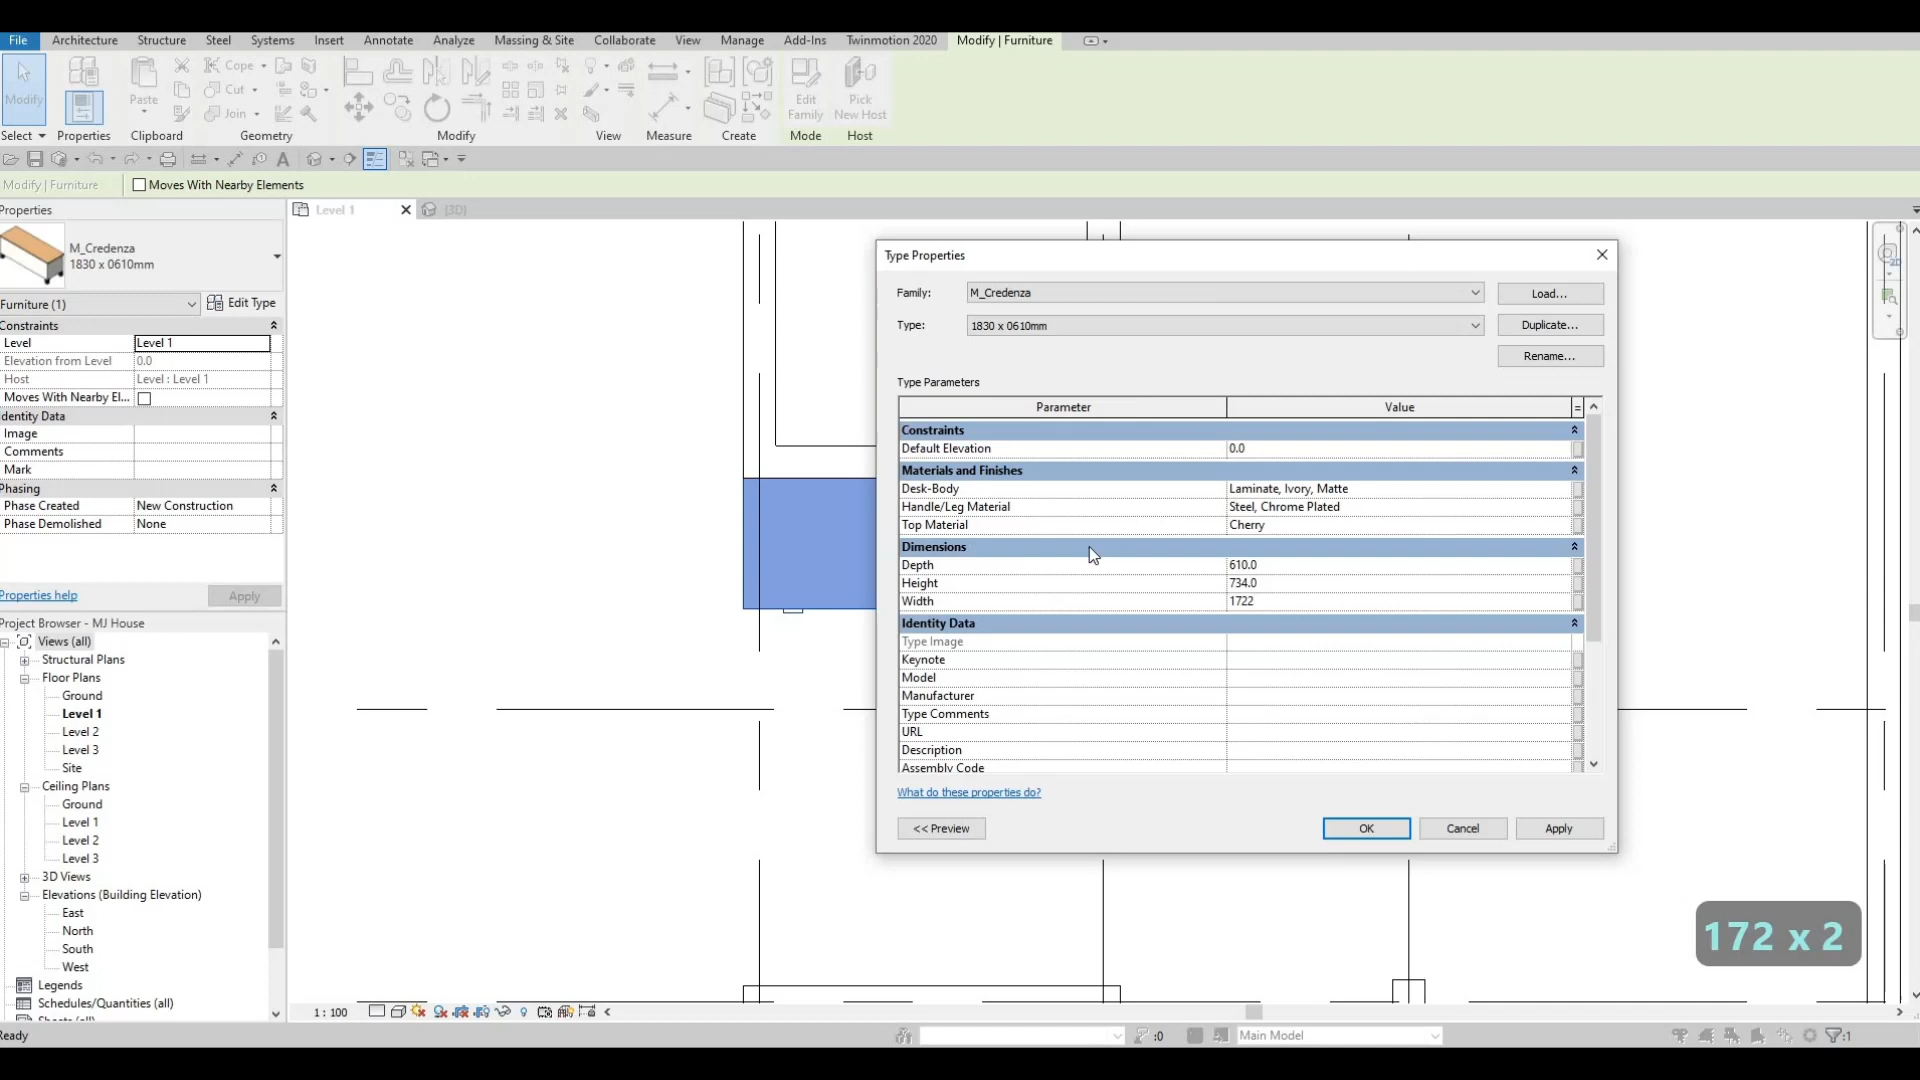 File Architecture Structure Steel Systems Insert Annotate Analyze Massing & Site Collaborate View Manage Add-Ins Twinmotion 2020 Modify | Furniture
Modify Paste Cope Cut Join Edit Family Pick New Host
Select Properties Clipboard Geometry Modify View Measure Create Mode Host
Modify | Furniture Moves With Nearby Elements
Properties
Level 1
{3D}
M_Credenza
1830 x 0610mm
Furniture (1)
Edit Type
Constraints
Level Level 1
Elevation from Level 0.0
Host Level : Level 1
Moves With Nearby El...
Identity Data
Image
Comments
Mark
Phasing
Phase Created New Construction
Phase Demolished None
Properties help
Apply
Project Browser - MJ House
Views (all)
Structural Plans
Floor Plans
Ground
Level 1
Level 2
Level 3
Site
Ceiling Plans
Ground
Level 1
Level 2
Level 3
3D Views
Elevations (Building Elevation)
East
North
South
West
Legends
Schedules/Quantities (all)
Type Properties
Family: M_Credenza Load...
Type: 1830 x 0610mm Duplicate...
Rename...
Type Parameters
Parameter Value =
Constraints
Default Elevation 0.0
Materials and Finishes
Desk-Body Laminate, Ivory, Matte
Handle/Leg Material Steel, Chrome Plated
Top Material Cherry
Dimensions
Depth 610.0
Height 734.0
Width 1722
Identity Data
Type Image
Keynote
Model
Manufacturer
Type Comments
URL
Description
Assembly Code
What do these properties do?
<< Preview OK Cancel Apply
172 x 2
1 : 100
Ready
:0
Main Model
:1